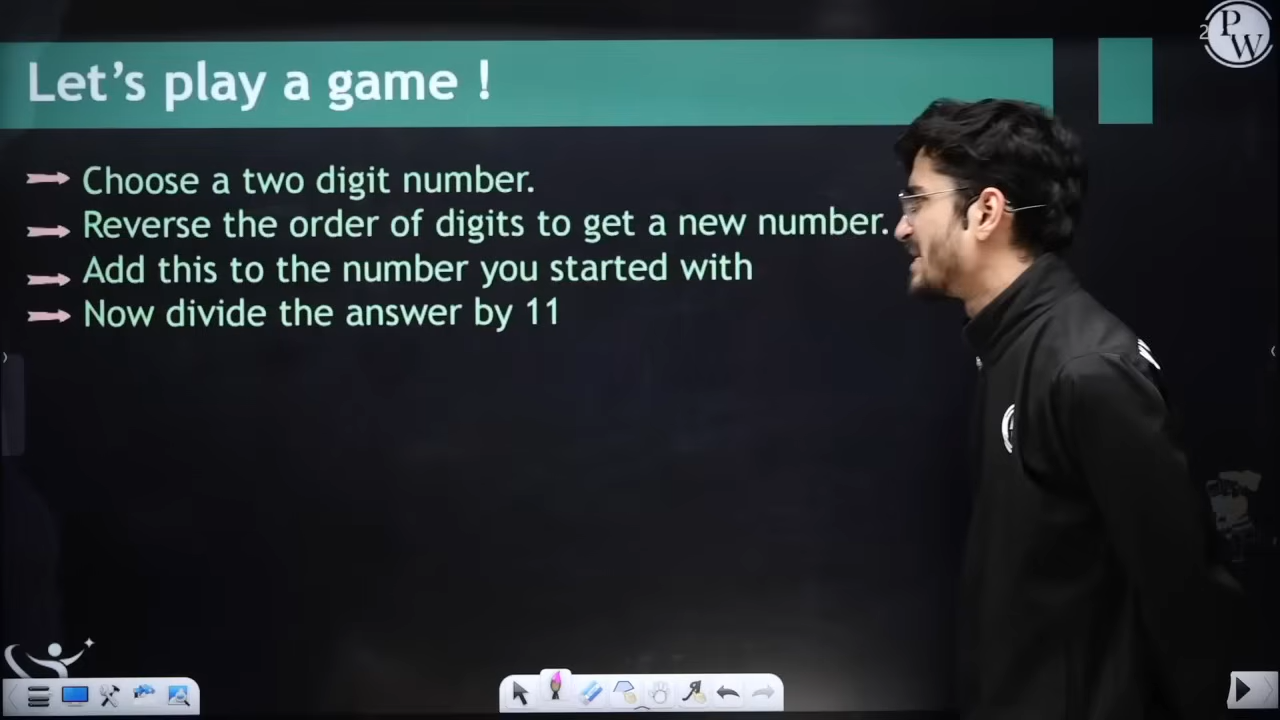 Let's play a game !
Choose a two digit number.
Reverse the order of digits to get a new number.
Add this to the number you started with
Now divide the answer by 11
2
P
W